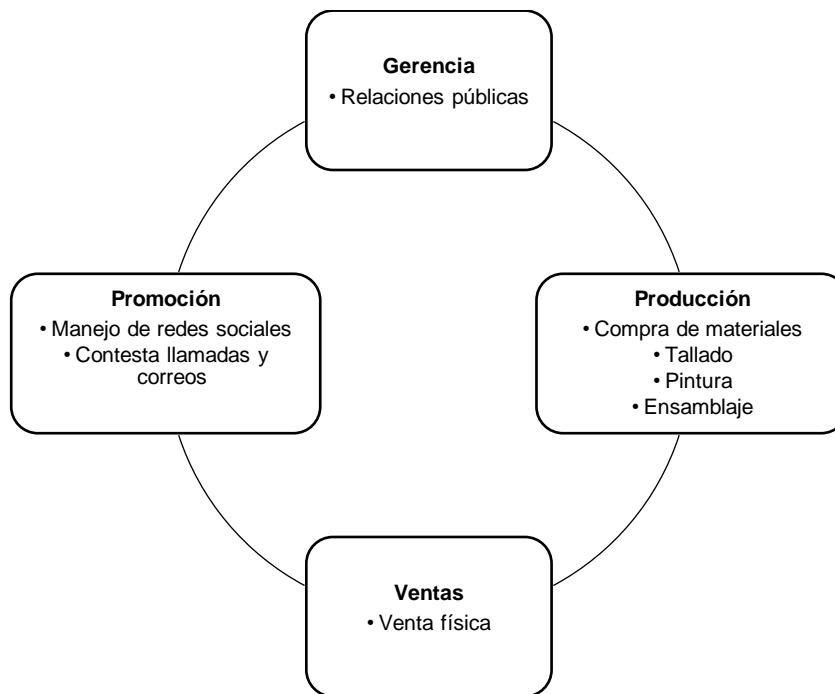 Gerencia
• Relaciones públicas
Promoción
• Manejo de redes sociales
• Contesta llamadas y
correos
Producción
• Compra de materiales
• Tallado
• Pintura
• Ensamblaje
Ventas
• Venta física